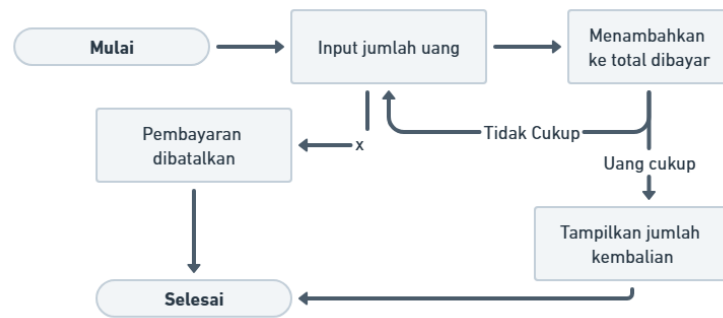 Mulai
Input jumlah uang
Menambahkan
ke total dibayar
Tidak Cukup
Pembayaran
dibatalkan
x
Uang cukup
Tampilkan jumlah
kembalian
Selesai